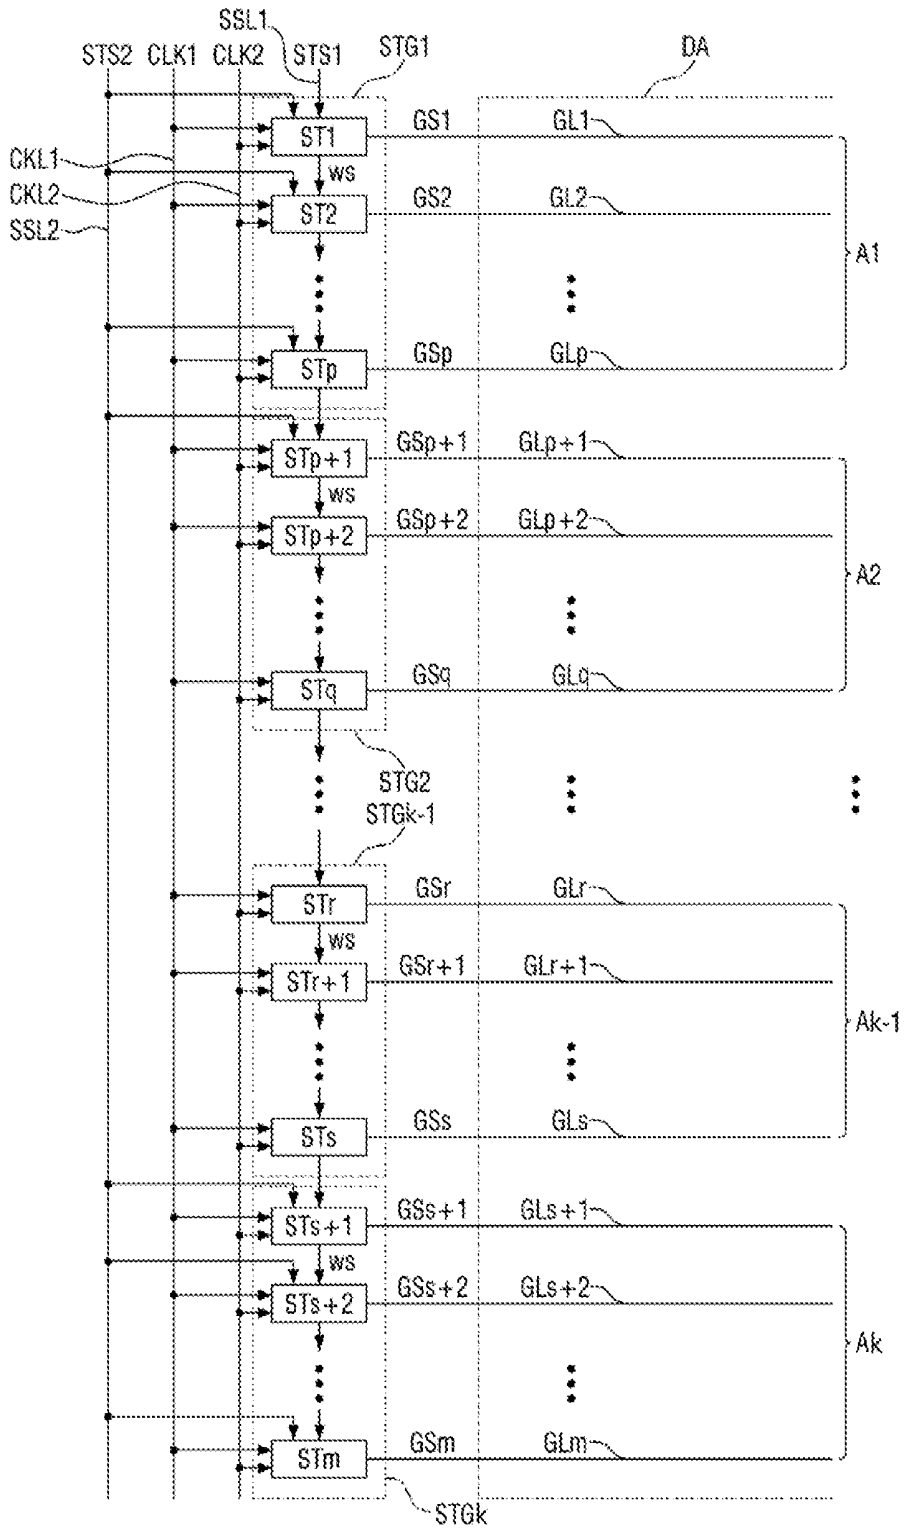 SSL1
STS2 CLK1 CLK2 STS1 STG1 DA
ST1 GS1 GL1
CKL1
ws
CKL2
ST2 GS2 GL2
SSL2
A1
STp GSp GLp
STp+1 GSp+1 GLp+1
ws
STp+2 GSp+2 GLp+2
A2
STq GSq GLq
STG2
STGk-1
STr GSr GLr
ws
STr+1 GSr+1 GLr+1
Ak-1
STs GSs GLs
STs+1 GSs+1 GLs+1
ws
STs+2 GSs+2 GLs+2
Ak
STm GSm GLm
STGk